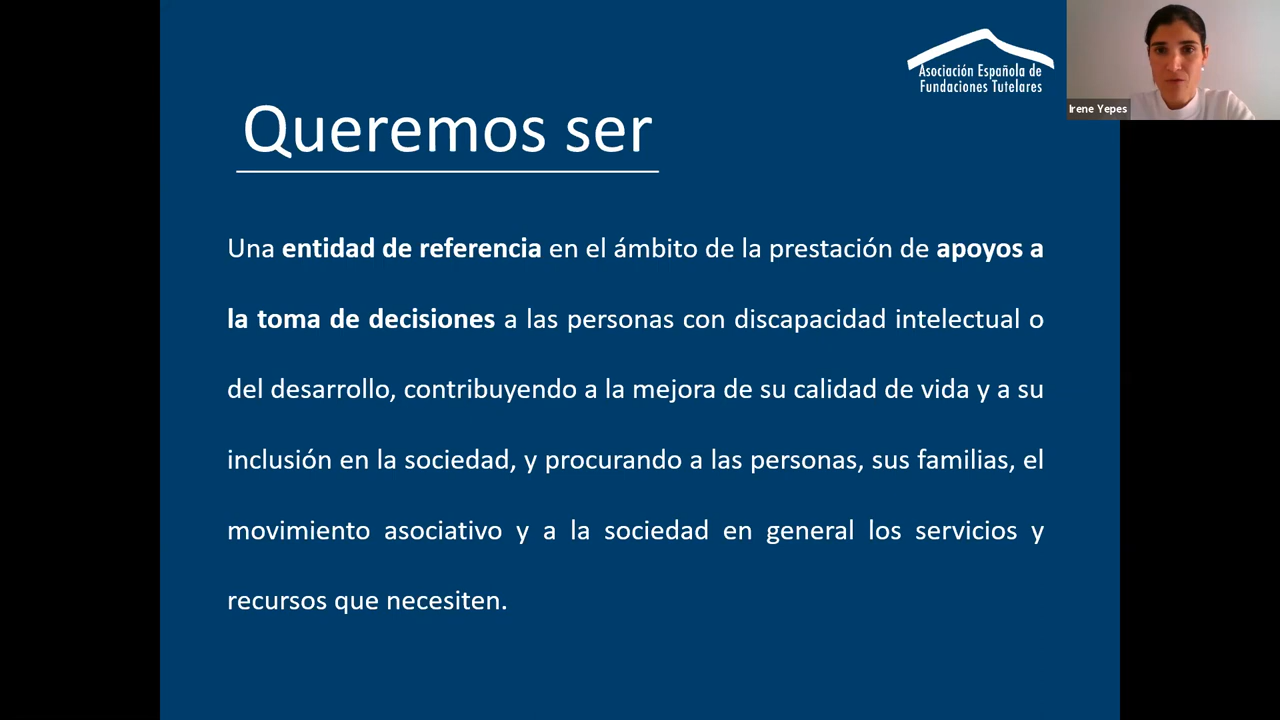 Asociación Española de
Fundaciones Tutelares
Irene Yepes
Queremos ser
Una entidad de referencia en el ámbito de la prestación de apoyos a
la toma de decisiones a las personas con discapacidad intelectual o
del desarrollo, contribuyendo a la mejora de su calidad de vida y a su
inclusión en la sociedad, y procurando a las personas, sus familias, el
movimiento asociativo y a la sociedad en general los servicios y
recursos que necesiten.